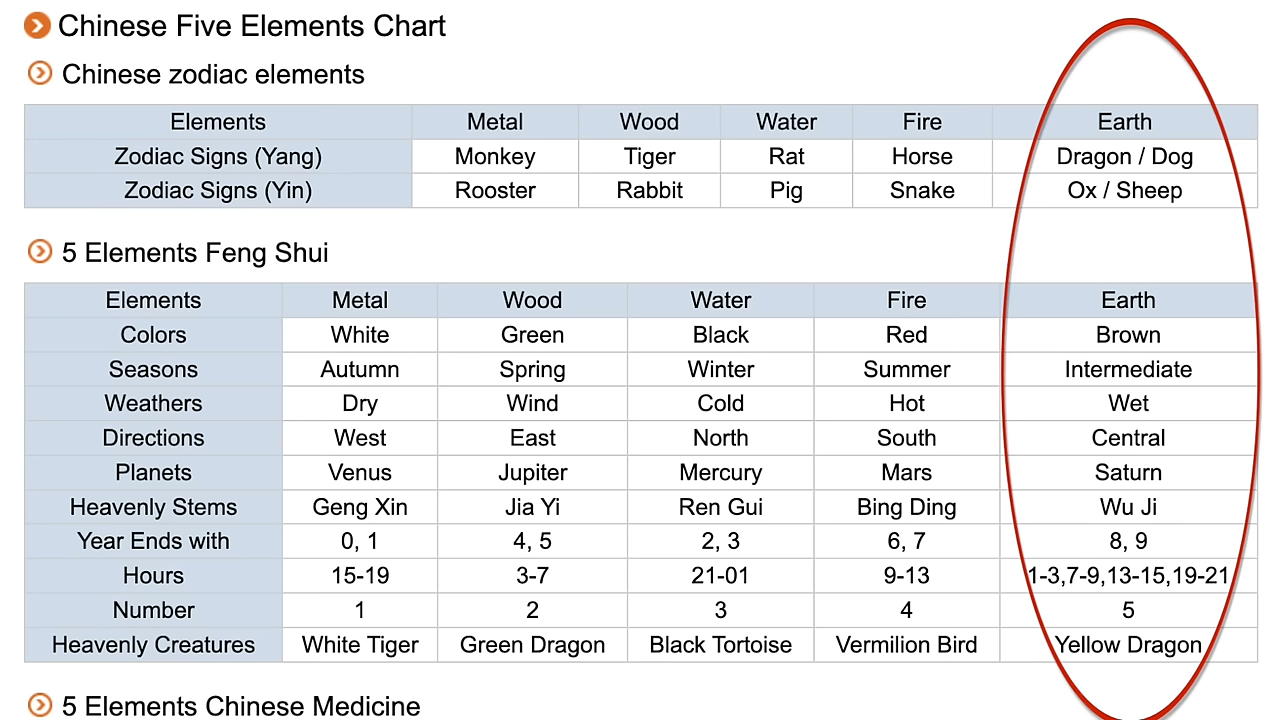 Chinese Five Elements Chart
Chinese zodiac elements
Elements Metal Wood Water Fire Earth
Zodiac Signs (Yang) Monkey Tiger Rat Horse Dragon / Dog
Zodiac Signs (Yin) Rooster Rabbit Pig Snake Ox / Sheep
5 Elements Feng Shui
Elements Metal Wood Water Fire Earth
Colors White Green Black Red Brown
Seasons Autumn Spring Winter Summer Intermediate
Weathers Dry Wind Cold Hot Wet
Directions West East North South Central
Planets Venus Jupiter Mercury Mars Saturn
Heavenly Stems Geng Xin Jia Yi Ren Gui Bing Ding Wu Ji
Year Ends with 0, 1 4, 5 2, 3 6, 7 8, 9
Hours 15-19 3-7 21-01 9-13 1-3,7-9,13-15,19-21
Number 1 2 3 4 5
Heavenly Creatures White Tiger Green Dragon Black Tortoise Vermilion Bird Yellow Dragon
5 Elements Chinese Medicine